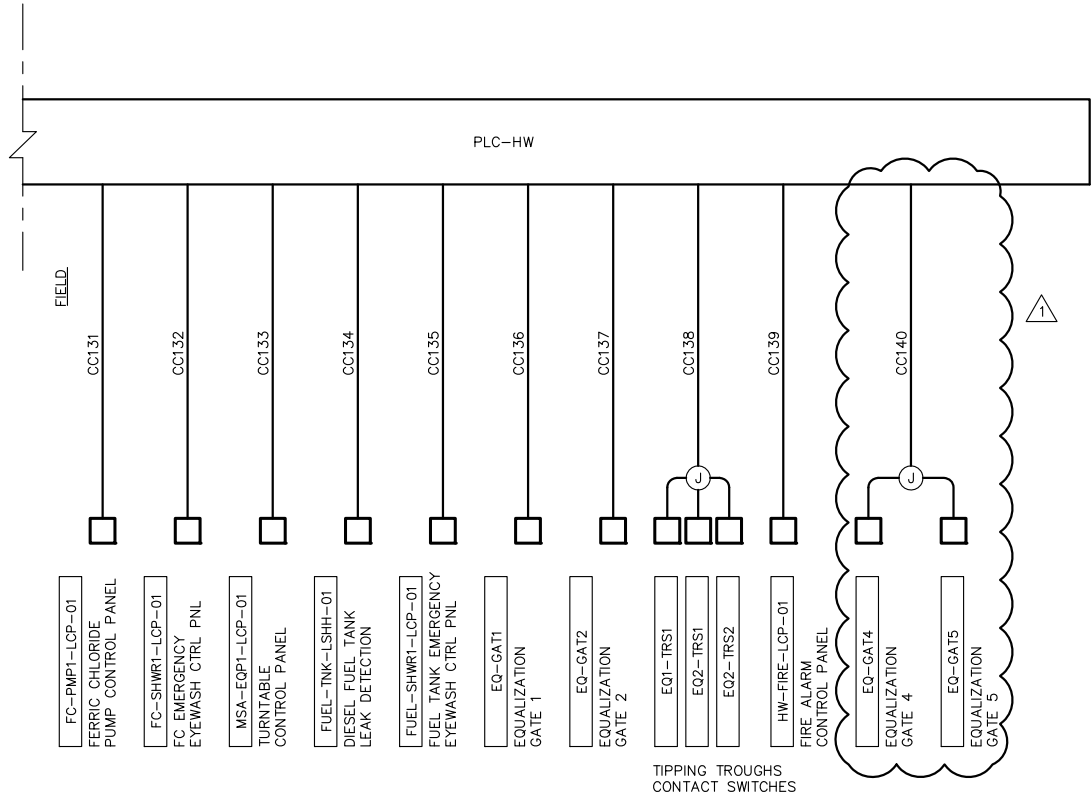 PLC-HW
FIELD
CC131
CC132
CC133
CC134
CC135
CC136
CC137
CC138
CC139
CC140
1
J
J
FC-PMP1-LCP-01
FERRIC CHLORIDE
PUMP CONTROL PANEL
FC-SHWR1-LCP-01
FC EMERGENCY
EYEWASH CTRL PNL
MSA-EQP1-LCP-01
TURNTABLE
CONTROL PANEL
FUEL-TNK-LSHH-01
DIESEL FUEL TANK
LEAK DETECTION
FUEL-SHWR1-LCP-01
FUEL TANK EMERGENCY
EYEWASH CTRL PNL
EQ-GAT1
EQUALIZATION
GATE 1
EQ-GAT2
EQUALIZATION
GATE 2
EQ1-TRS1
EQ2-TRS1
EQ2-TRS2
TIPPING TROUGHS
CONTACT SWITCHES
HW-FIRE-LCP-01
FIRE ALARM
CONTROL PANEL
EQ-GAT4
EQUALIZATION
GATE 4
EQ-GAT5
EQUALIZATION
GATE 5